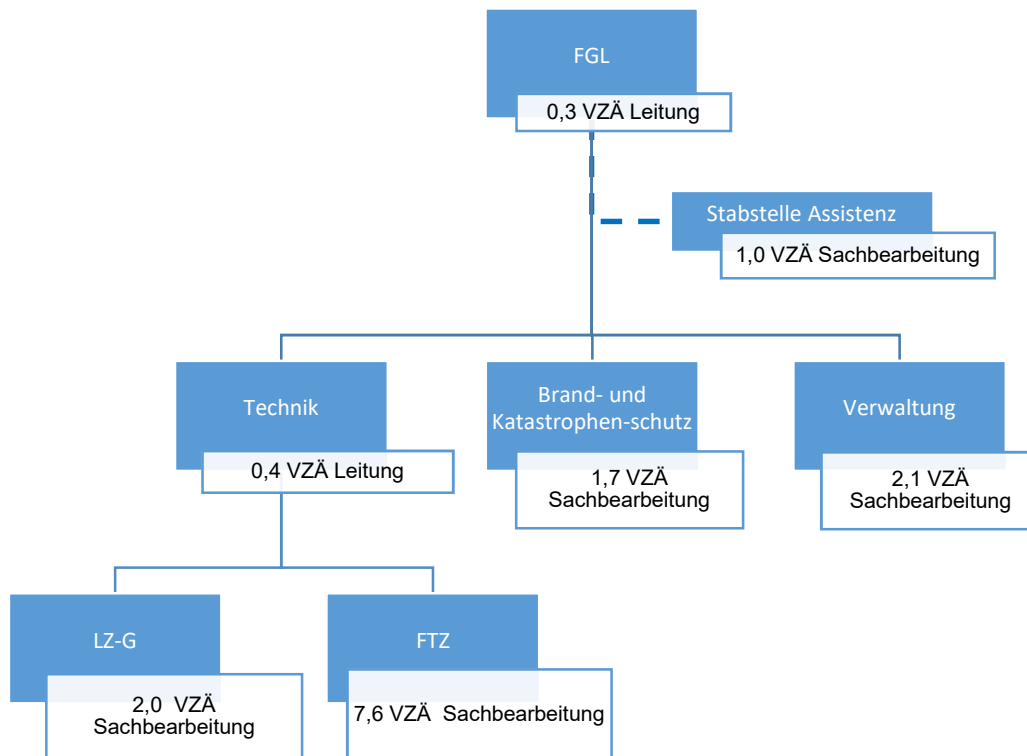 FGL
0,3 VZÄ Leitung
Stabstelle Assistenz
1,0 VZÄ Sachbearbeitung
Technik
0,4 VZÄ Leitung
Brand- und
Katastrophen-schutz
1,7 VZÄ
Sachbearbeitung
Verwaltung
2,1 VZÄ
Sachbearbeitung
LZ-G
2,0 VZÄ
Sachbearbeitung
FTZ
7,6 VZÄ Sachbearbeitung